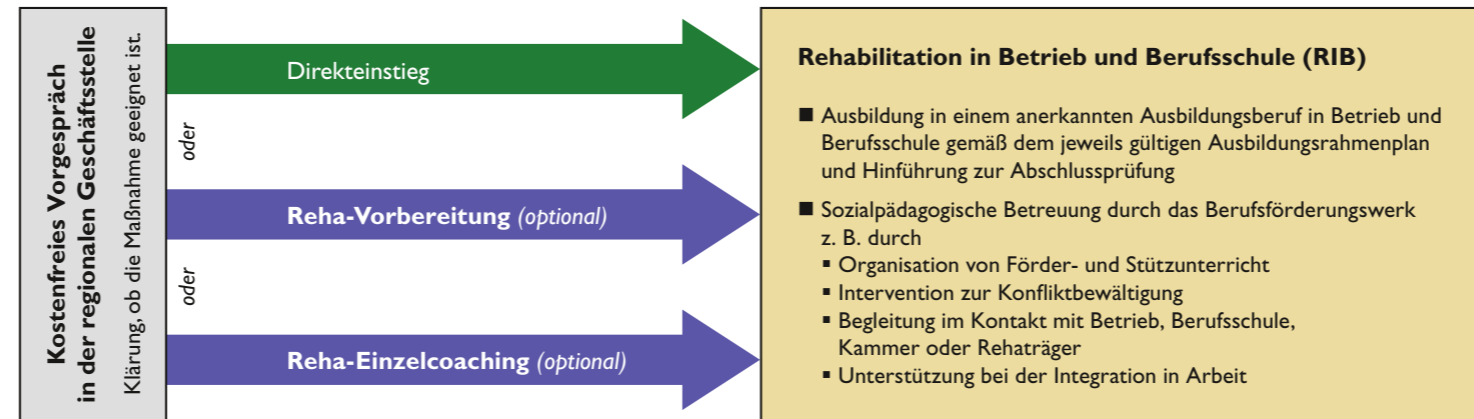 Kostenfreies Vorgespräch
in der regionalen Geschäftsstelle
Klärung, ob die Maßnahme geeignet ist.
Direkteinstieg
oder
Reha-Vorbereitung (optional)
oder
Reha-Einzelcoaching (optional)
Rehabilitation in Betrieb und Berufsschule (RIB)
■ Ausbildung in einem anerkannten Ausbildungsberuf in Betrieb und
Berufsschule gemäß dem jeweils gültigen Ausbildungsrahmenplan
und Hinführung zur Abschlussprüfung
■ Sozialpädagogische Betreuung durch das Berufsförderungswerk
z. B. durch
▪ Organisation von Förder- und Stützunterricht
▪ Intervention zur Konfliktbewältigung
▪ Begleitung im Kontakt mit Betrieb, Berufsschule,
Kammer oder Rehaträger
▪ Unterstützung bei der Integration in Arbeit